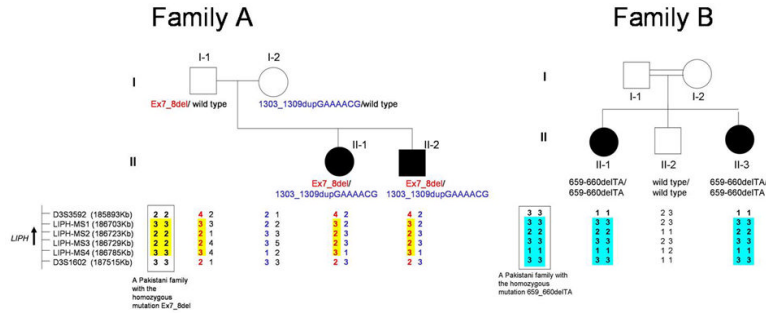 Family A
Family B
I-1 I-2
I
Ex7_8del/ wild type 1303_1309dupGAAAACG/wild type
II-1 II-2
II
Ex7_8del/ Ex7_8del/
1303_1309dupGAAAACG 1303_1309dupGAAAACG
I
I-1 I-2
II
II-1 II-2 II-3
659-660delTA/ wild type/ 659-660delTA/
659-660delTA wild type 659-660delTA
LIPH
D3S3592 (185893Kb) 2 2 4 2 2 1 4 2 4 2
LIPH-MS1 (186703Kb) 3 3 3 3 2 2 3 2 3 2
LIPH-MS2 (186723Kb) 2 2 2 1 3 3 2 3 2 3
LIPH-MS3 (186729Kb) 2 2 2 3 3 5 2 3 2 3
LIPH-MS4 (186785Kb) 3 3 3 4 1 2 3 1 3 1
D3S1602 (187515Kb) 3 3 2 1 3 3 2 3 2 3
A Pakistani family
with the
homozygous
mutation Ex7_8del
3 3 1 1 2 3 1 1
3 3 3 3 2 3 3 3
2 2 2 2 1 1 2 2
3 3 3 3 2 3 3 3
1 1 1 1 1 2 1 1
3 3 3 3 1 1 3 3
A Pakistani family with
the homozygous
mutation 659_660delTA